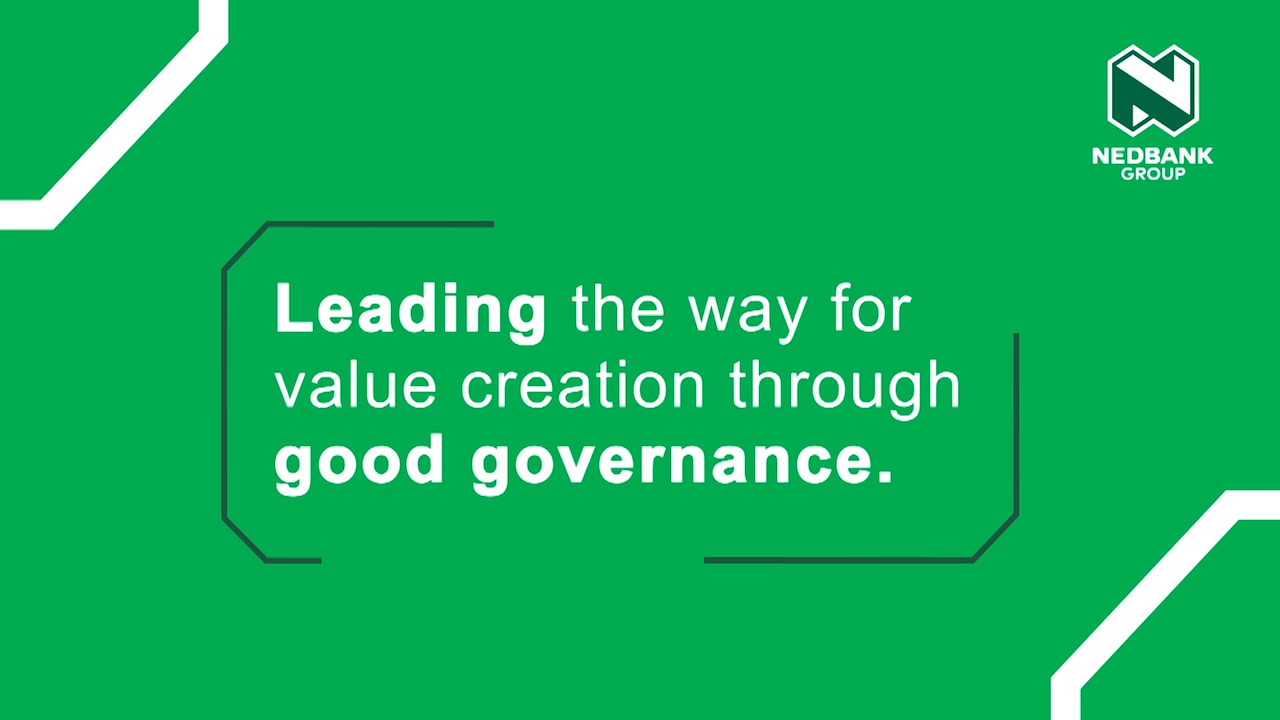 NEDBANK
GROUP
Leading the way for
value creation through
good governance.